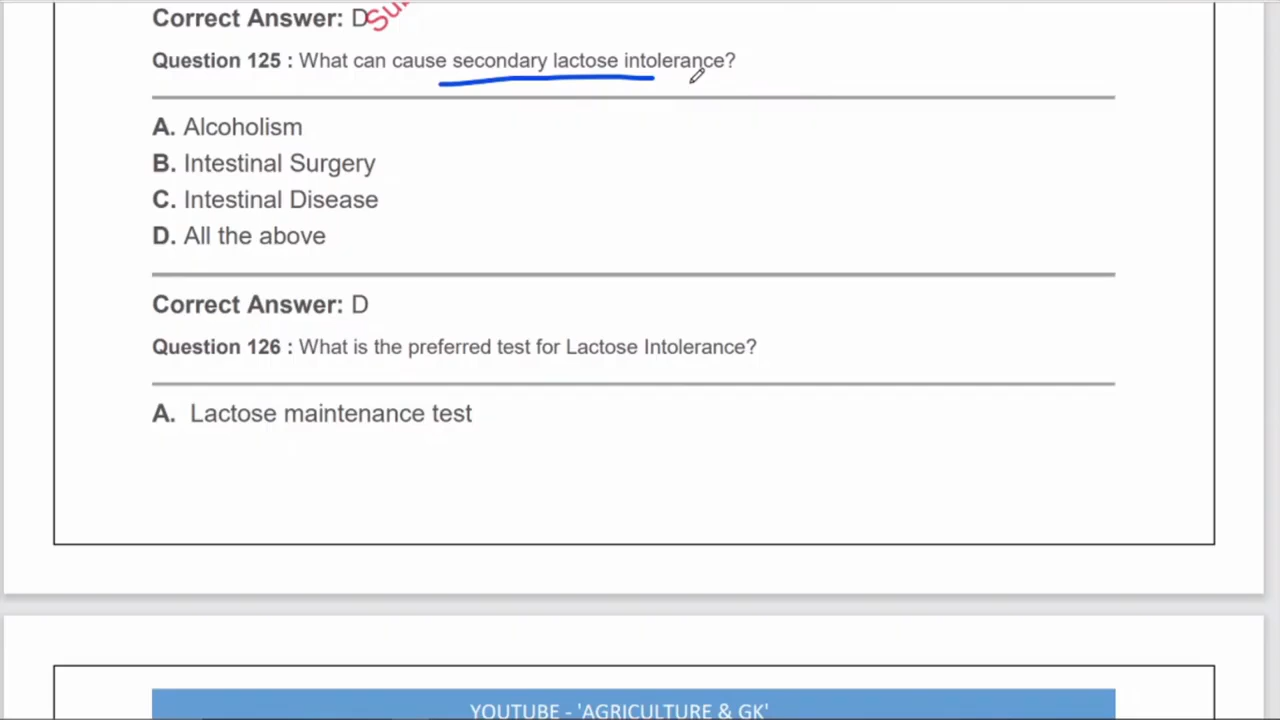 Correct Answer: D
Question 125 : What can cause secondary lactose intolerance?
A. Alcoholism
B. Intestinal Surgery
C. Intestinal Disease
D. All the above
Correct Answer: D
Question 126 : What is the preferred test for Lactose Intolerance?
A. Lactose maintenance test
YOUTUBE - 'AGRICULTURE & GK'